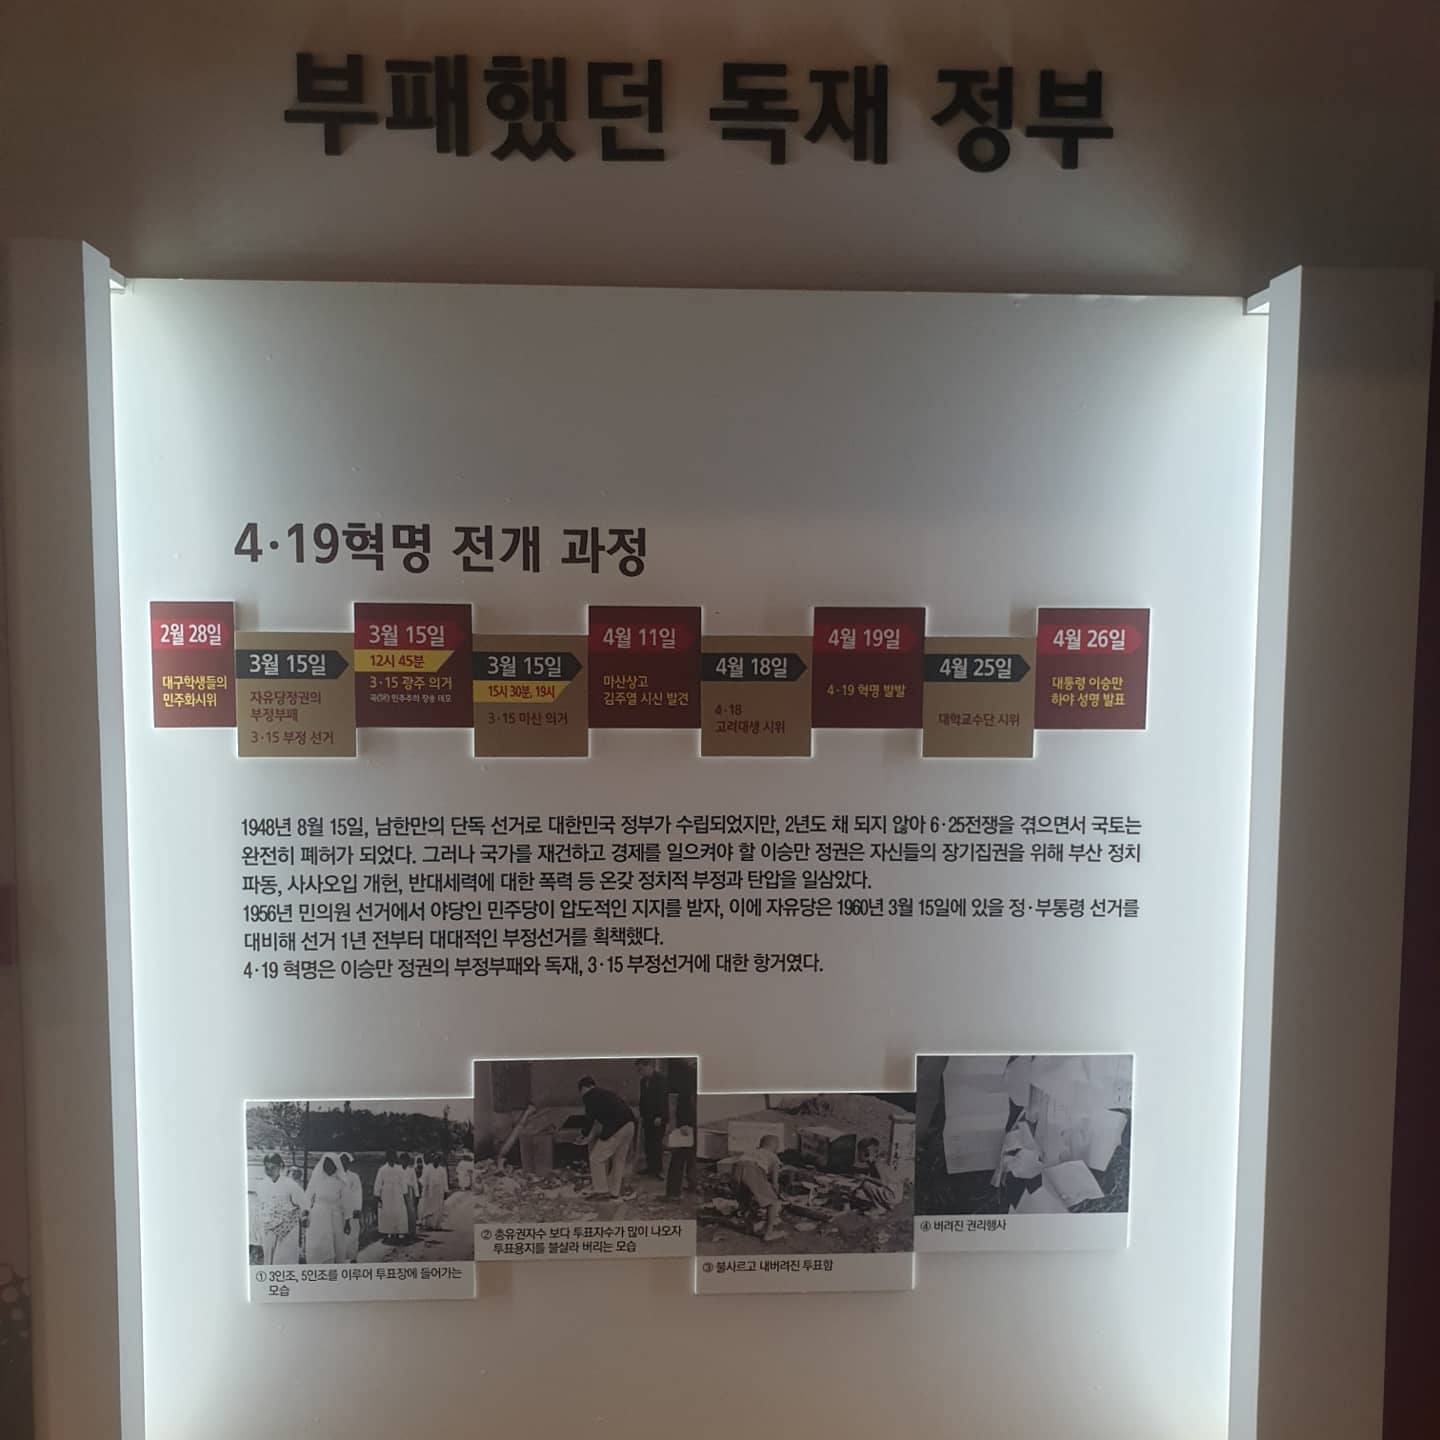 부패했던 독재 정부
4·19혁명 전개 과정
2월 28일
대구학생들의
민주화시위
3월 15일
자유당정권의
부정부패
3·15 부정 선거
3월 15일
12시 45분
3·15 광주 의거
곡(哭) 민주주의 장송 데모
3월 15일
15시 30분, 19시
3·15 마산 의거
4월 11일
마산상고
김주열 시신 발견
4월 18일
4·18
고려대생 시위
4월 19일
4·19 혁명 발발
4월 25일
대학교수단 시위
4월 26일
대통령 이승만
하야 성명 발표
1948년 8월 15일, 남한만의 단독 선거로 대한민국 정부가 수립되었지만, 2년도 채 되지 않아 6·25전쟁을 겪으면서 국토는
완전히 폐허가 되었다. 그러나 국가를 재건하고 경제를 일으켜야 할 이승만 정권은 자신들의 장기집권을 위해 부산 정치
파동, 사사오입 개헌, 반대세력에 대한 폭력 등 온갖 정치적 부정과 탄압을 일삼았다.
1956년 민의원 선거에서 야당인 민주당이 압도적인 지지를 받자, 이에 자유당은 1960년 3월 15일에 있을 정·부통령 선거를
대비해 선거 1년 전부터 대대적인 부정선거를 획책했다.
4·19 혁명은 이승만 정권의 부정부패와 독재, 3·15 부정선거에 대한 항거였다.
① 3인조, 5인조를 이루어 투표장에 들어가는
모습
② 총유권자수 보다 투표자수가 많이 나오자
투표용지를 불살라 버리는 모습
③ 불사르고 내버려진 투표함
④ 버려진 권리행사